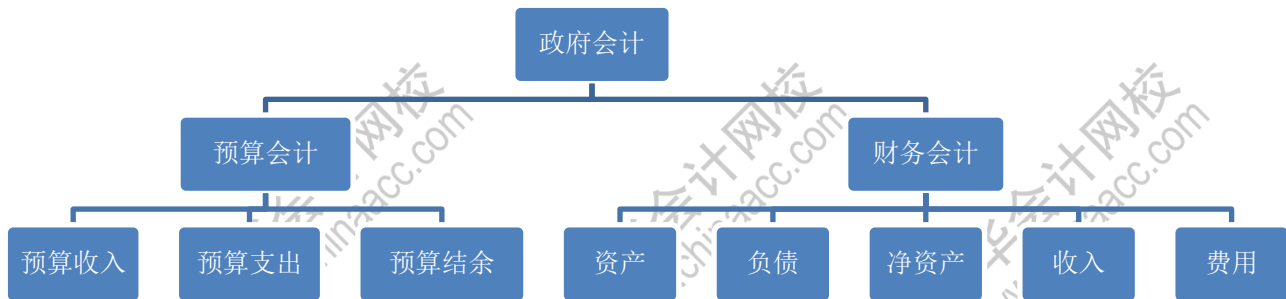 政府会计
预算会计
财务会计
预算收入
预算支出
预算结余
资产
负债
净资产
收入
费用